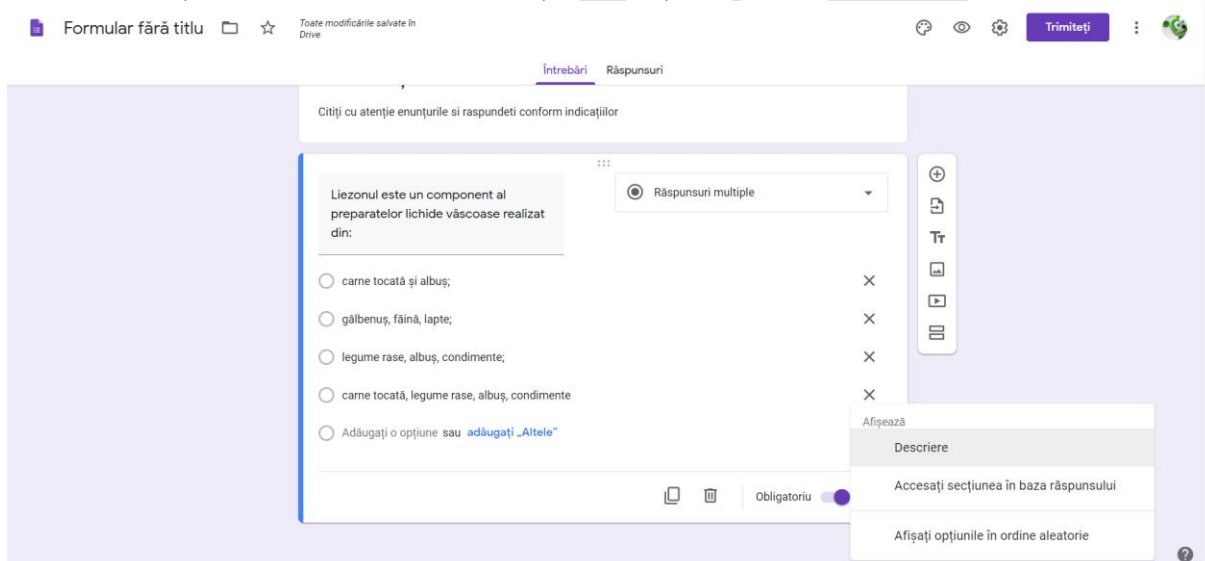 Formular fără titlu
Toate modificările salvate în
Drive
Trimiteți
Întrebări Răspunsuri
Citiți cu atenție enunțurile si raspundeti conform indicațiilor
Liezonul este un component al
preparatelor lichide vâscoase realizat
din:
Răspunsuri multiple
carne tocată și albuș;
gălbenuș, făină, lapte;
legume rase, albuș, condimente;
carne tocată, legume rase, albuș, condimente
Adăugați o opțiune sau adăugați „Altele”
Obligatoriu
Afișează
Descriere
Accesați secțiunea în baza răspunsului
Afișați opțiunile în ordine aleatorie